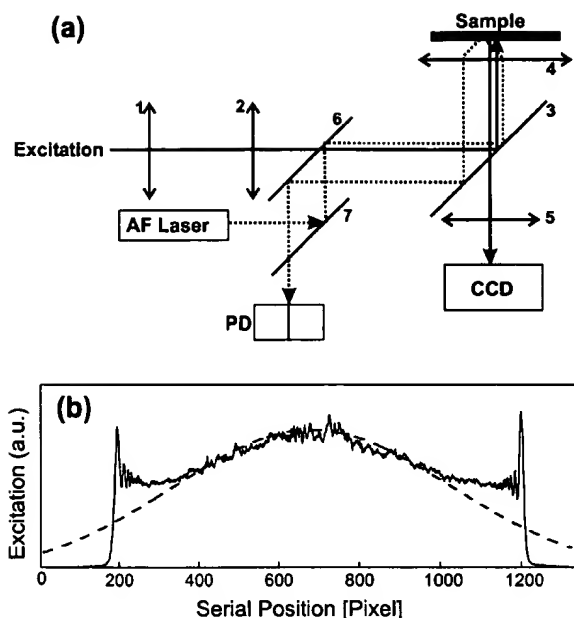 (a)
Sample
4
3
1
2
6
Excitation
AF Laser
7
5
CCD
PD
(b)
Excitation (a.u.)
0 200 400 600 800 1000 1200
Serial Position [Pixel]